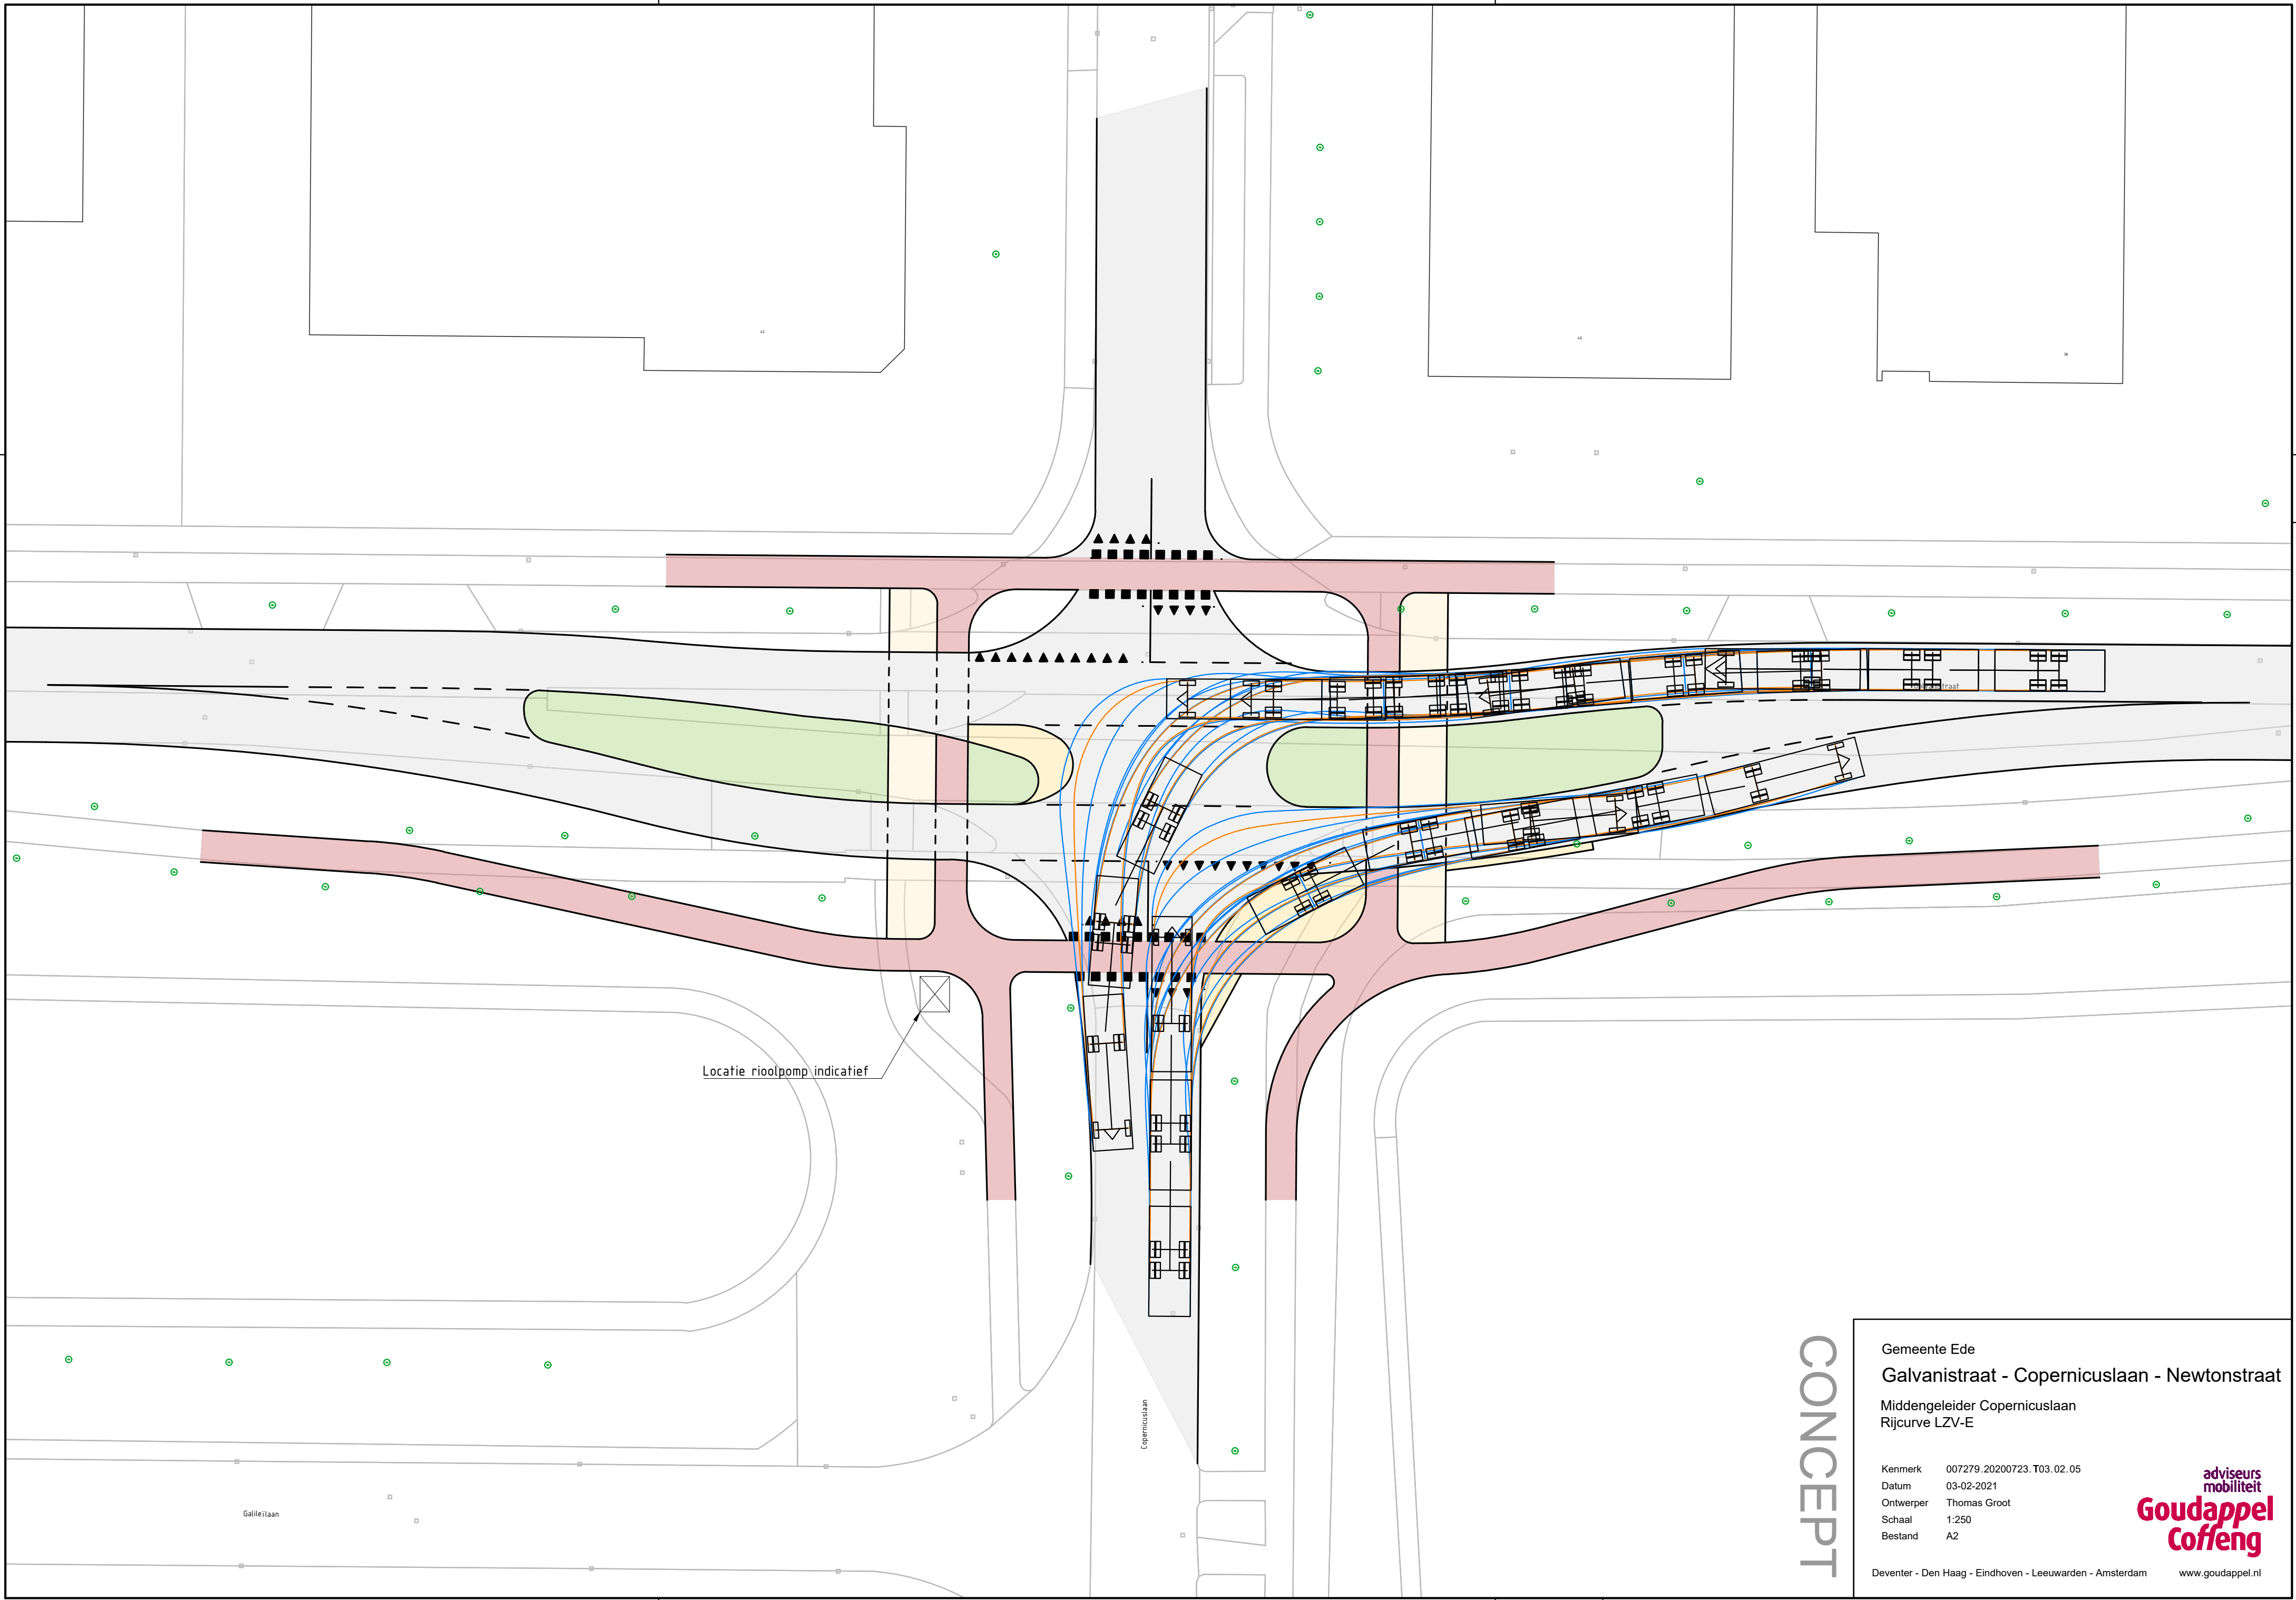 Locatie rioolpomp indicatief
Copernicuslaan
Galileïlaan
CONCEPT
Gemeente Ede
Galvanistraat - Copernicuslaan - Newtonstraat
Middengeleider Copernicuslaan
Rijcurve LZV-E
Kenmerk 007279.20200723.T03.02.05
Datum 03-02-2021
Ontwerper Thomas Groot
Schaal 1:250
Bestand A2
adviseurs
mobiliteit
Goudappel
Coffeng
Deventer - Den Haag - Eindhoven - Leeuwarden - Amsterdam www.goudappel.nl